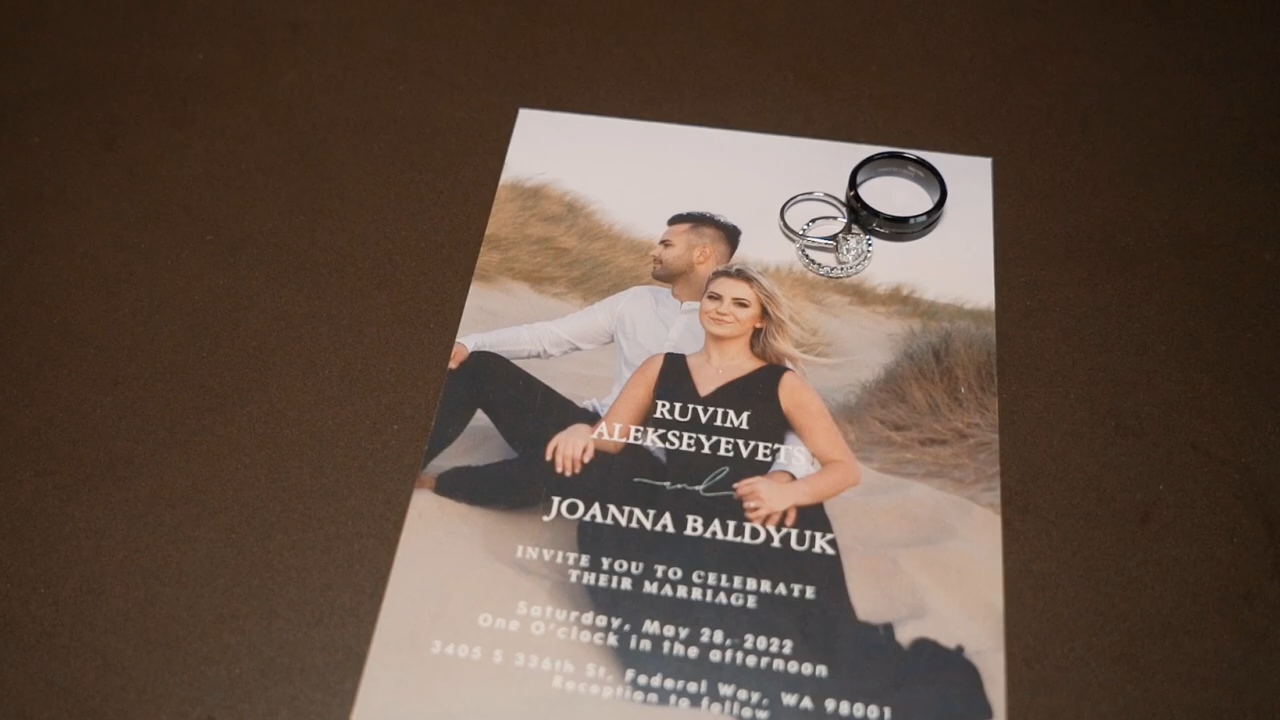 RUVIM
ALEKSEYEVETS
and
JOANNA BALDYUK
INVITE YOU TO CELEBRATE
THEIR MARRIAGE
Saturday, May 28, 2022
One O'clock in the afternoon
3405 S 336th St, Federal Way, WA 98001
Reception to follow